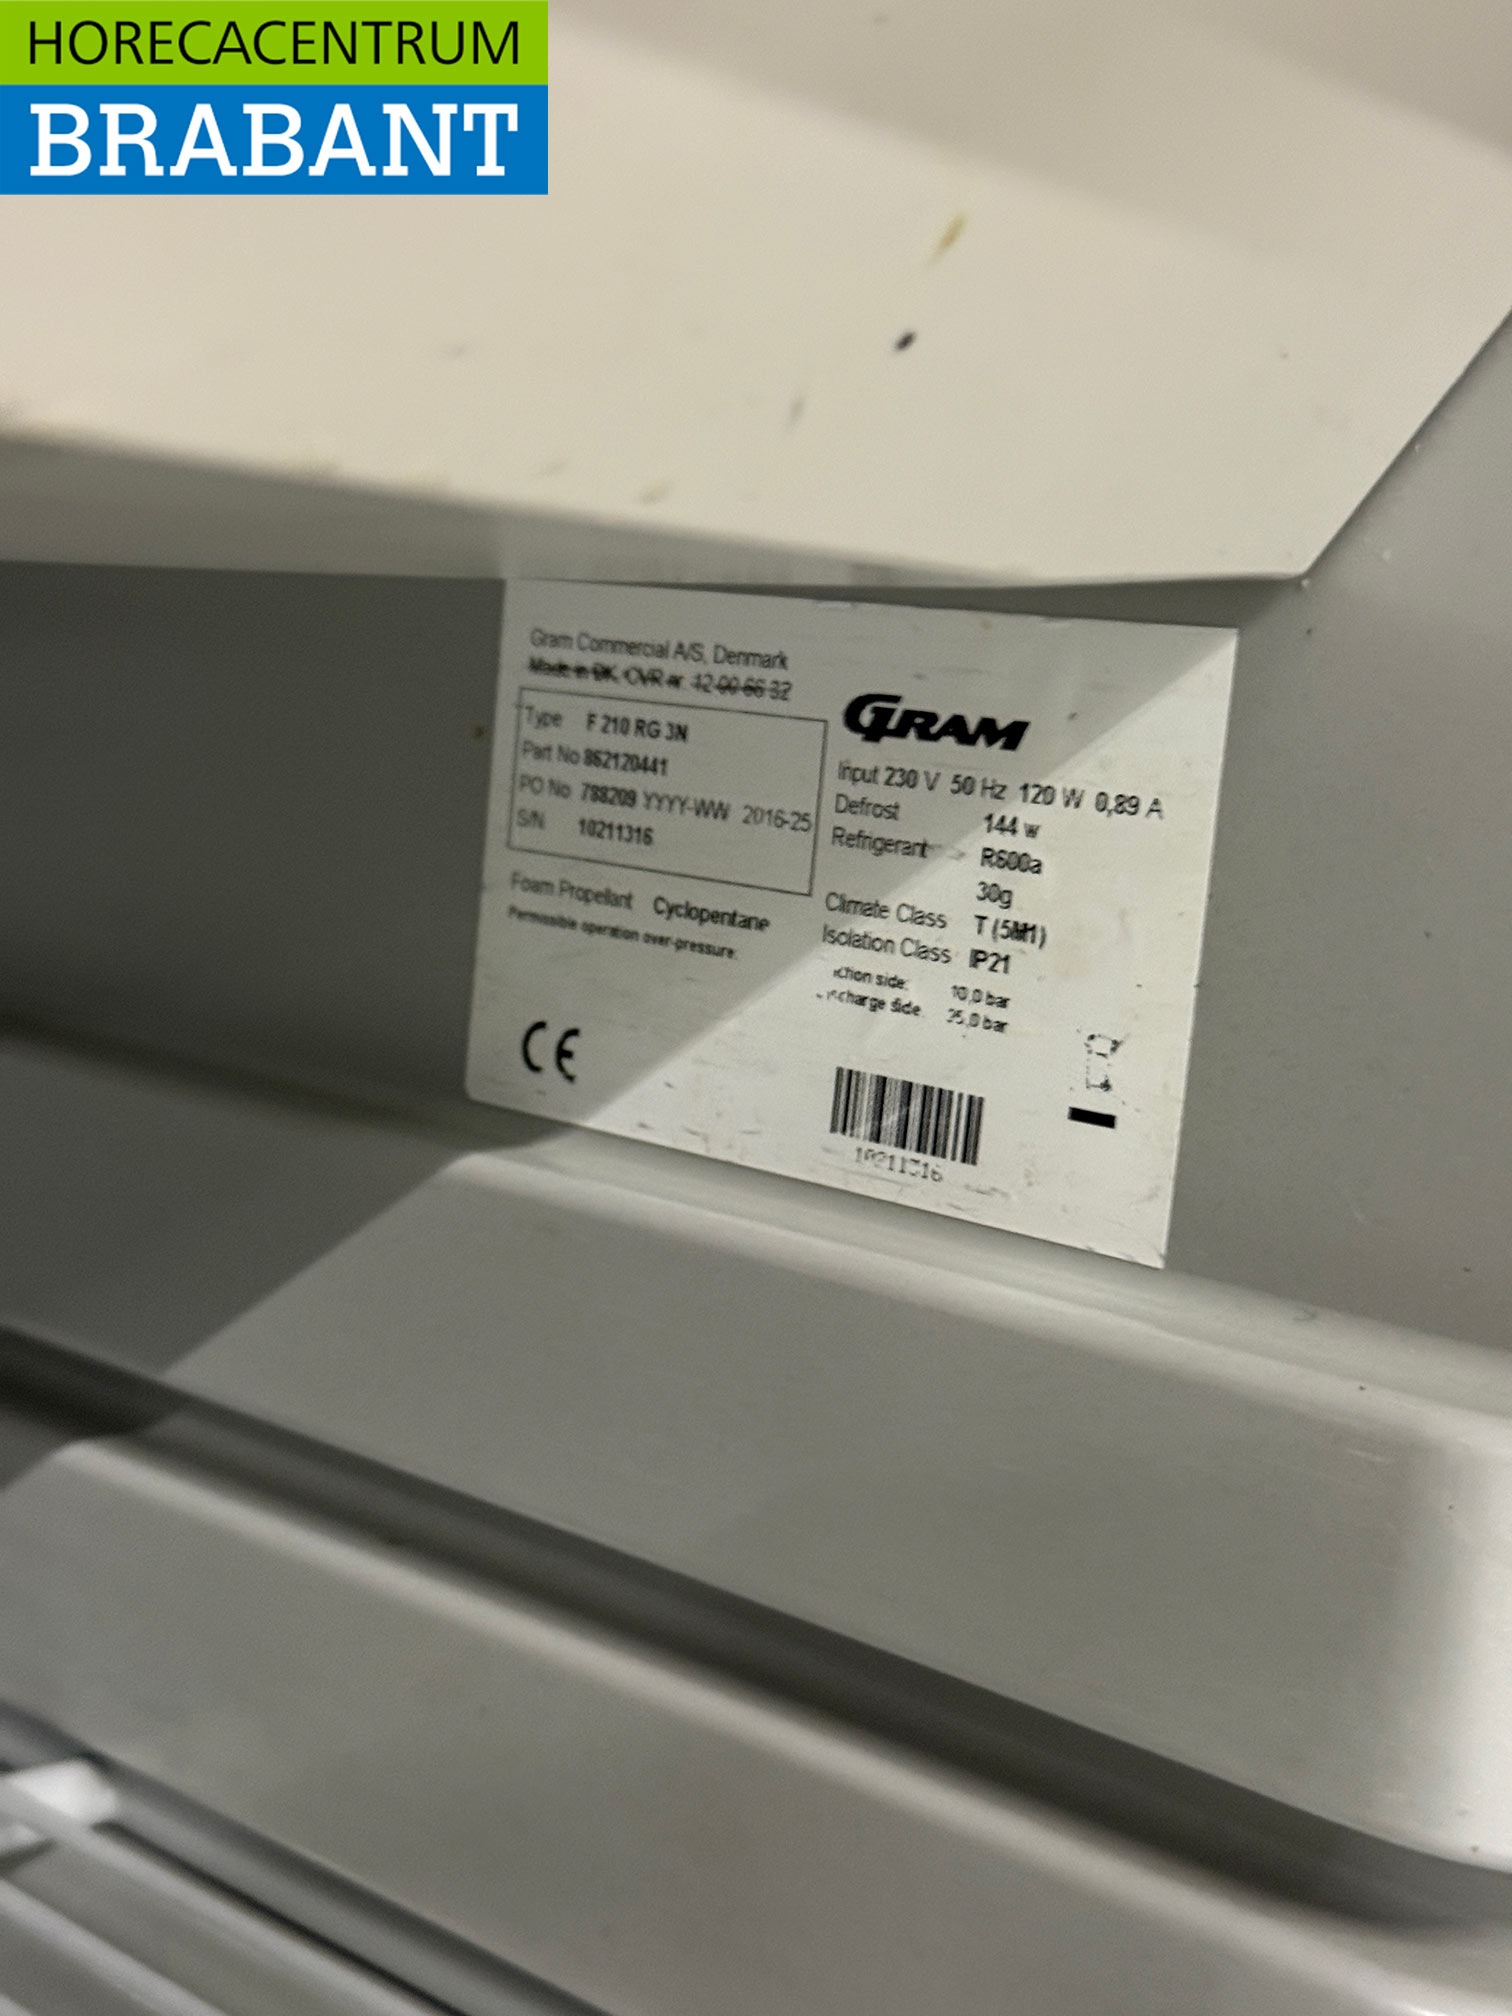 HORECACENTRUM
BRABANT
Gram Commercial A/S, Denmark
Made in DK, CVR nr. 12 00 66 32
Type F 210 RG 3N
Part No 862120441
PO No 788209 YYYY-WW 2016-25
S/N 10211316
Foam Propellant Cyclopentane
Permissible operation over-pressure:
CE
GRAM
Input 230 V 50 Hz 120 W 0,89 A
Defrost 144 w
Refrigerant R600a
30g
Climate Class
Isolation Class IP21
side: 10,0 bar
side: 25,0 bar
10211316